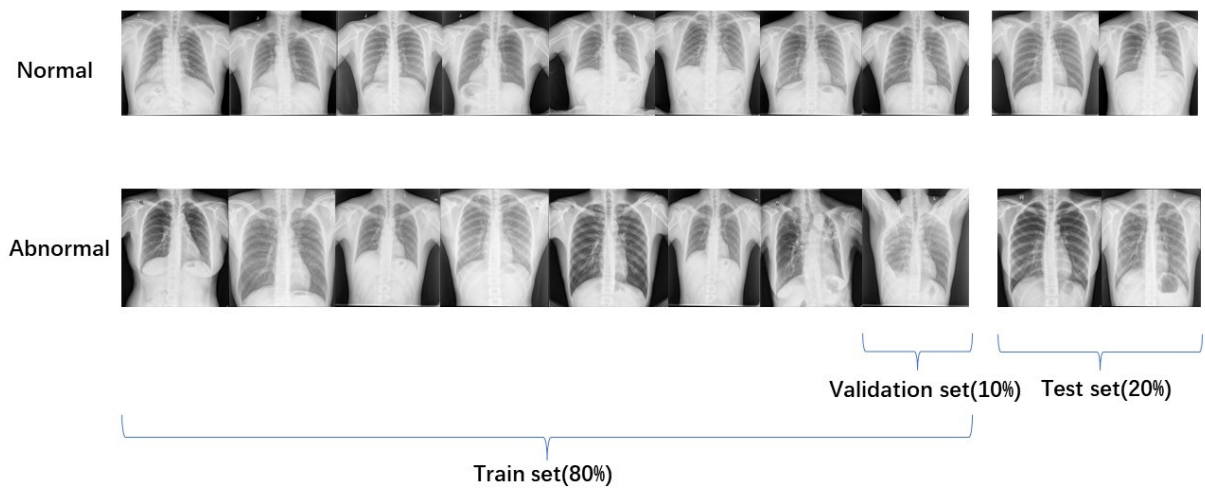 Normal
Abnormal
Validation set(10%)
Test set(20%)
Train set(80%)